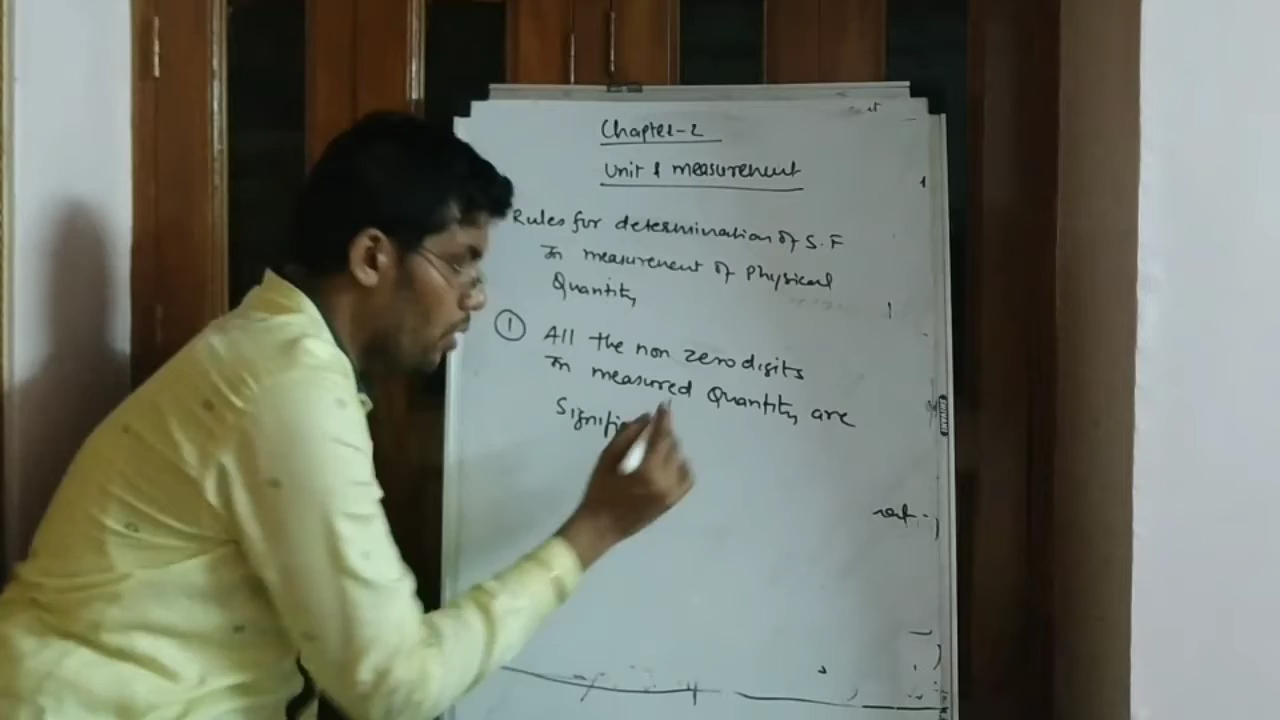 Chapter-2
Unit & measurement
Rules for determination of S.F
In measurement of Physical
Quantity
① All the non zero digits
In measured Quantity are
Signifi